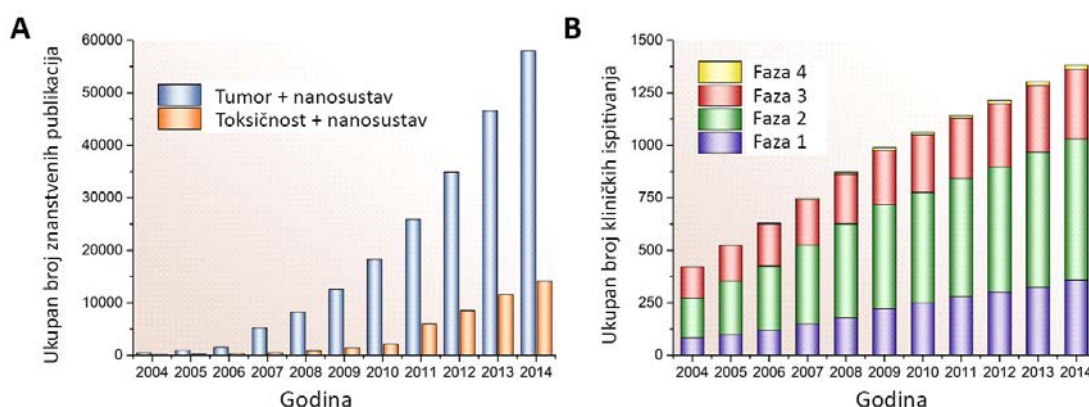 A
Ukupan broj znanstvenih publikacija
60000
50000
40000
30000
20000
10000
0
Tumor + nanosustav
Toksičnost + nanosustav
2004 2005 2006 2007 2008 2009 2010 2011 2012 2013 2014
Godina
B
Ukupan broj kliničkih ispitivanja
1500
1250
1000
750
500
250
0
Faza 4
Faza 3
Faza 2
Faza 1
2004 2005 2006 2007 2008 2009 2010 2011 2012 2013 2014
Godina